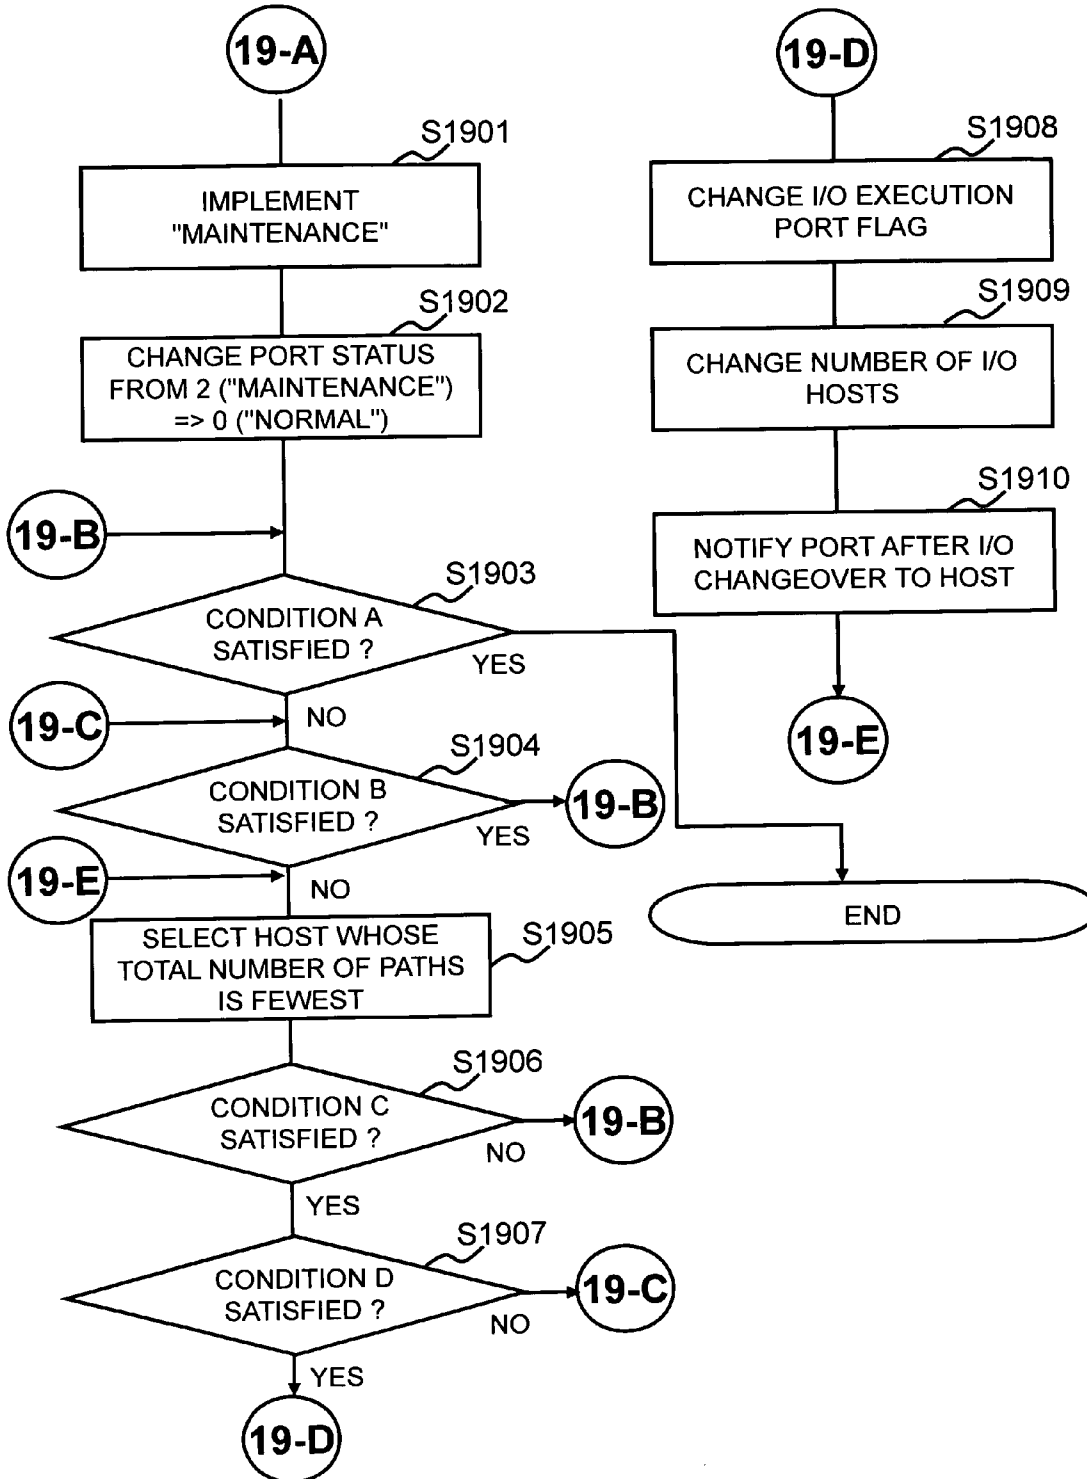 19-A
S1901
IMPLEMENT
"MAINTENANCE"
S1902
CHANGE PORT STATUS
FROM 2 ("MAINTENANCE")
=> 0 ("NORMAL")
19-B
S1903
CONDITION A
SATISFIED ?
YES
NO
19-C
S1904
CONDITION B
SATISFIED ?
YES
19-B
NO
19-E
SELECT HOST WHOSE
TOTAL NUMBER OF PATHS
IS FEWEST
S1905
S1906
CONDITION C
SATISFIED ?
NO
19-B
YES
S1907
CONDITION D
SATISFIED ?
NO
19-C
YES
19-D
19-D
S1908
CHANGE I/O EXECUTION
PORT FLAG
S1909
CHANGE NUMBER OF I/O
HOSTS
S1910
NOTIFY PORT AFTER I/O
CHANGEOVER TO HOST
19-E
END